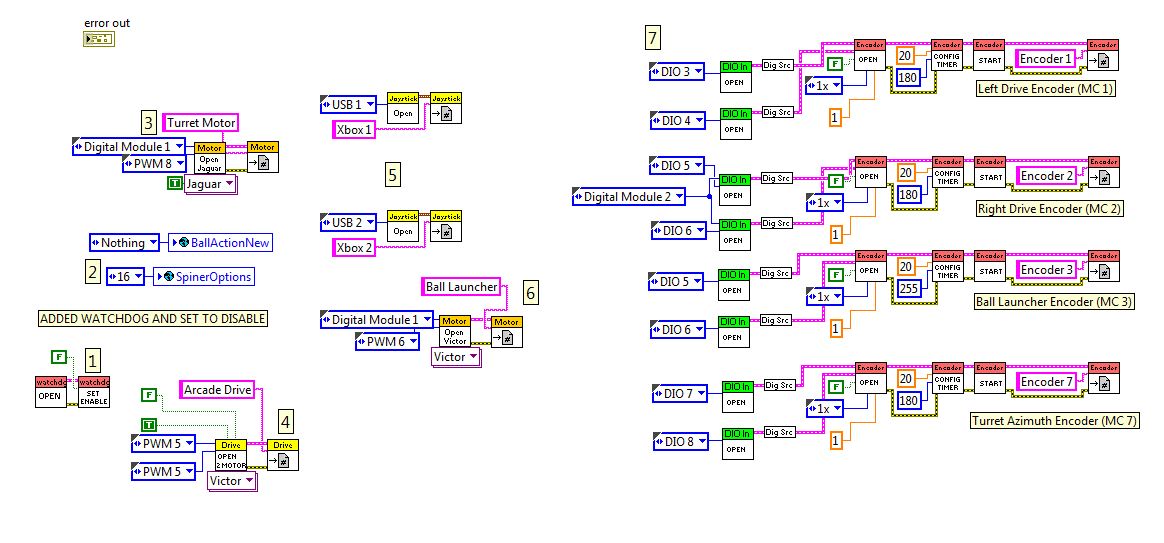 error out
3
Turret Motor
Digital Module 1
PWM 8
Motor
Open
Jaguar
Motor
T
Jaguar
Nothing
BallActionNew
2
16
SpinerOptions
ADDED WATCHDOG AND SET TO DISABLE
F
1
watchdo
OPEN
watchdo
SET
ENABLE
Arcade Drive
F
T
4
PWM 5
PWM 5
Drive
OPEN
2 MOTOR
Drive
Victor
USB 1
Joystick
Open
Joystick
Xbox 1
5
USB 2
Joystick
Open
Joystick
Xbox 2
Ball Launcher
6
Digital Module 1
PWM 6
Motor
Open
Victor
Motor
Victor
7
DIO 3
DIO In
OPEN
Dig Src
DIO 4
DIO In
OPEN
Dig Src
F
1x
1
Encoder
OPEN
20
180
Encoder
CONFIG
TIMER
Encoder
START
Encoder 1
Encoder
Left Drive Encoder (MC 1)
DIO 5
Digital Module 2
DIO In
OPEN
Dig Src
DIO 6
DIO In
OPEN
Dig Src
F
1x
1
Encoder
OPEN
20
180
Encoder
CONFIG
TIMER
Encoder
START
Encoder 2
Encoder
Right Drive Encoder (MC 2)
DIO 5
DIO In
OPEN
Dig Src
DIO 6
DIO In
OPEN
Dig Src
F
1x
1
Encoder
OPEN
20
255
Encoder
CONFIG
TIMER
Encoder
START
Encoder 3
Encoder
Ball Launcher Encoder (MC 3)
DIO 7
DIO In
OPEN
Dig Src
DIO 8
DIO In
OPEN
Dig Src
F
1x
1
Encoder
OPEN
20
180
Encoder
CONFIG
TIMER
Encoder
START
Encoder 7
Encoder
Turret Azimuth Encoder (MC 7)